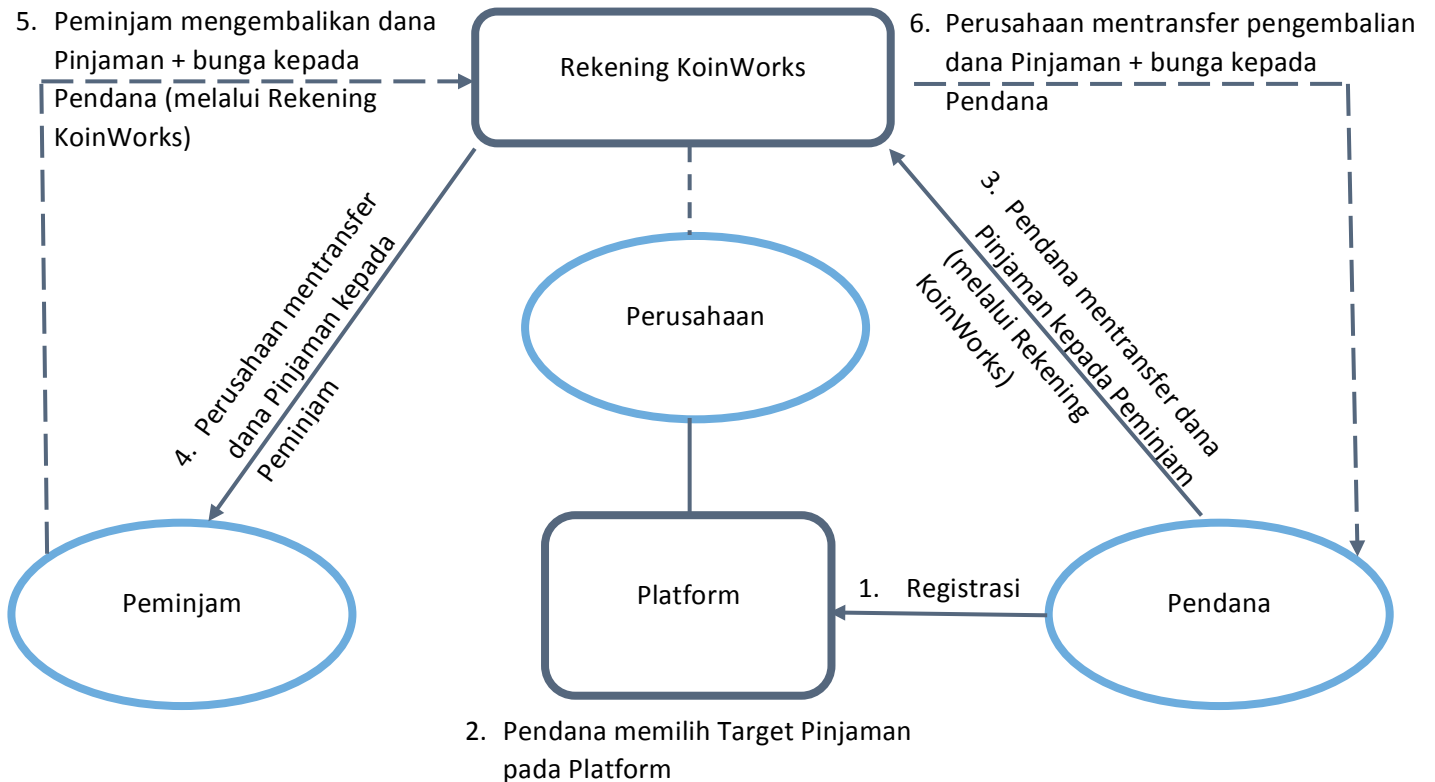 5. Peminjam mengembalikan dana
Pinjaman + bunga kepada
Pendana (melalui Rekening
KoinWorks)
Rekening KoinWorks
6. Perusahaan mentransfer pengembalian
dana Pinjaman + bunga kepada
Pendana
4. Perusahaan mentransfer
dana Pinjaman kepada
Peminjam
Perusahaan
3. Pendana mentransfer dana
Pinjaman kepada Peminjam
(melalui Rekening
KoinWorks)
Peminjam
Platform
1. Registrasi
Pendana
2. Pendana memilih Target Pinjaman
pada Platform